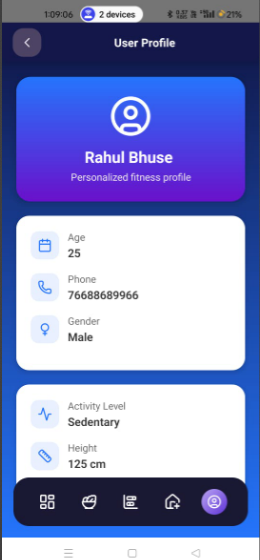 1:09:06 2 devices 21%
User Profile
Rahul Bhuse
Personalized fitness profile
Age
25
Phone
76688689966
Gender
Male
Activity Level
Sedentary
Height
125 cm